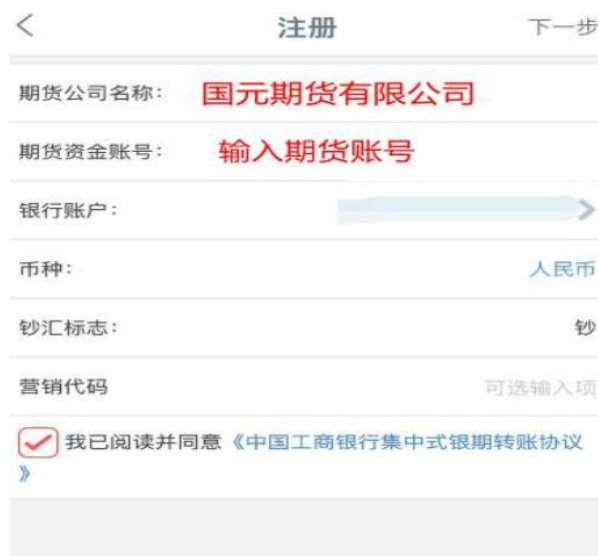 注册
下一步
期货公司名称： 国元期货有限公司
期货资金账号： 输入期货账号
银行账户：
币种： 人民币
钞汇标志： 钞
营销代码 可选输入项
我已阅读并同意《中国工商银行集中式银期转账协议
》